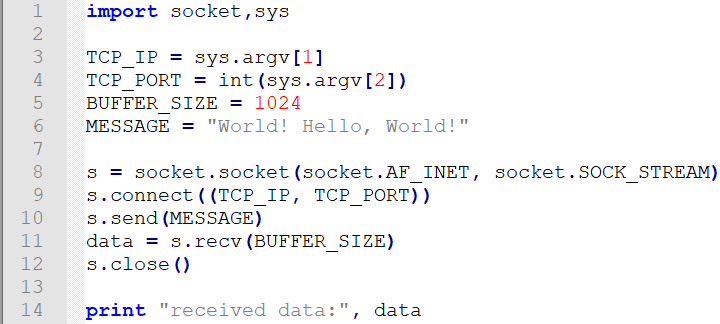 1 import socket,sys
2
3 TCP_IP = sys.argv[1]
4 TCP_PORT = int(sys.argv[2])
5 BUFFER_SIZE = 1024
6 MESSAGE = "World! Hello, World!"
7
8 s = socket.socket(socket.AF_INET, socket.SOCK_STREAM)
9 s.connect((TCP_IP, TCP_PORT))
10 s.send(MESSAGE)
11 data = s.recv(BUFFER_SIZE)
12 s.close()
13
14 print "received data:", data